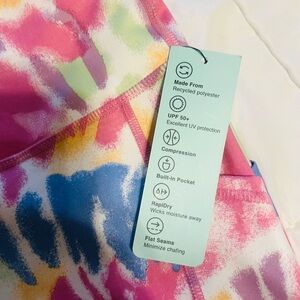 Made From
Recycled polyester
UPF 50+
Excellent UV protection
Compression
Built-in Pocket
RapiDry
Wicks moisture away
Flat Seams
Minimize chafing